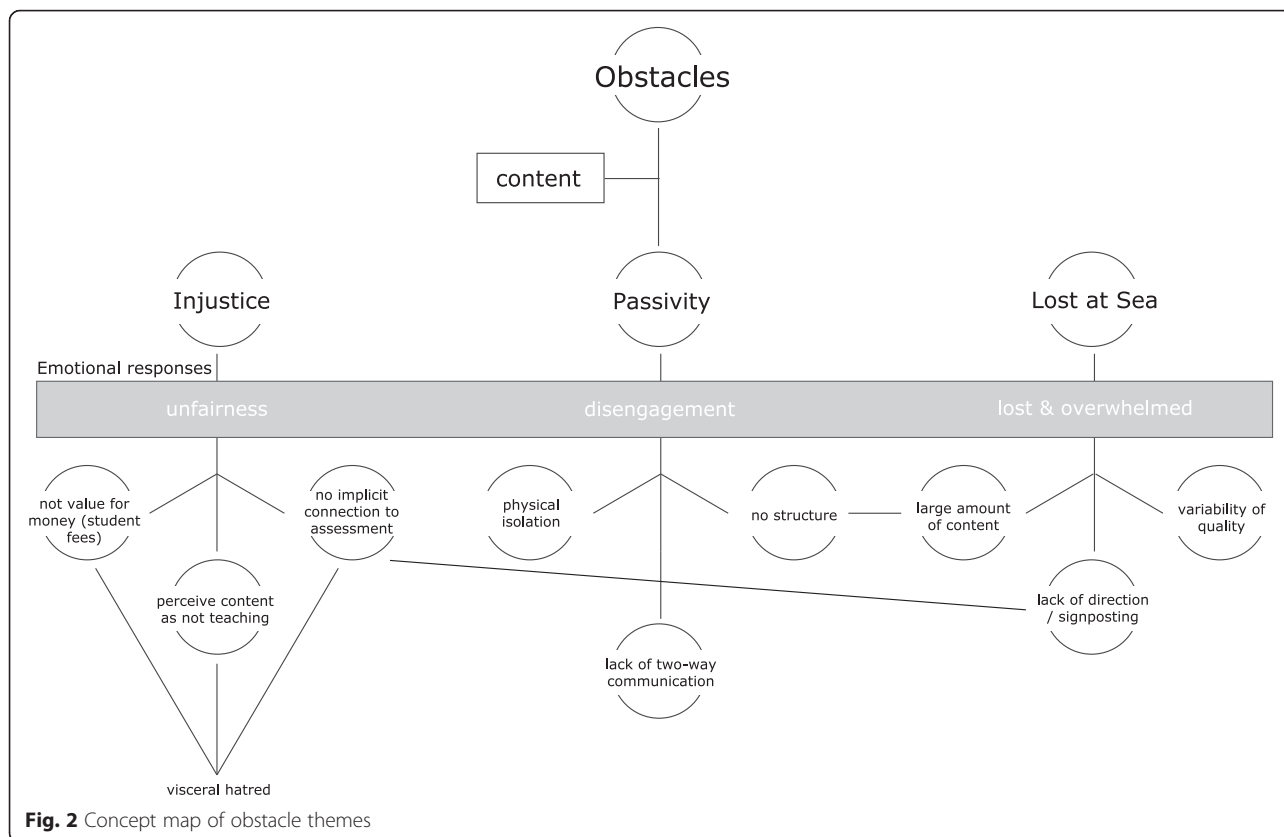 Obstacles
content
Injustice
Passivity
Lost at Sea
Emotional responses
unfairness
disengagement
lost & overwhelmed
not value for
money (student
fees)
no implicit
connection to
assessment
perceive content
as not teaching
visceral hatred
physical
isolation
no structure
lack of two-way
communication
large amount
of content
variability of
quality
lack of direction
/ signposting
Fig. 2 Concept map of obstacle themes